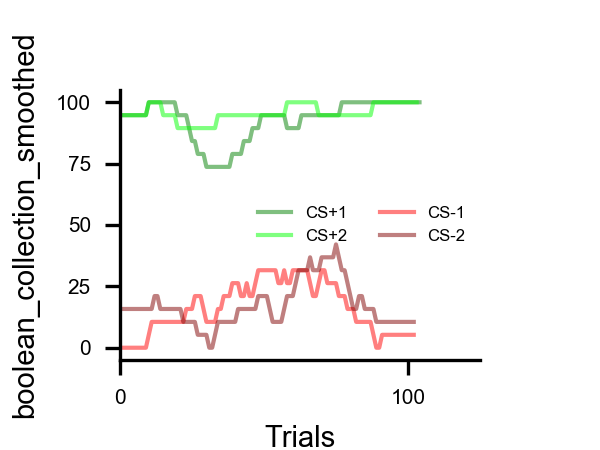 boolean_collection_smoothed
100
75
50
25
0
CS+1
CS-1
CS+2
CS-2
0
100
Trials